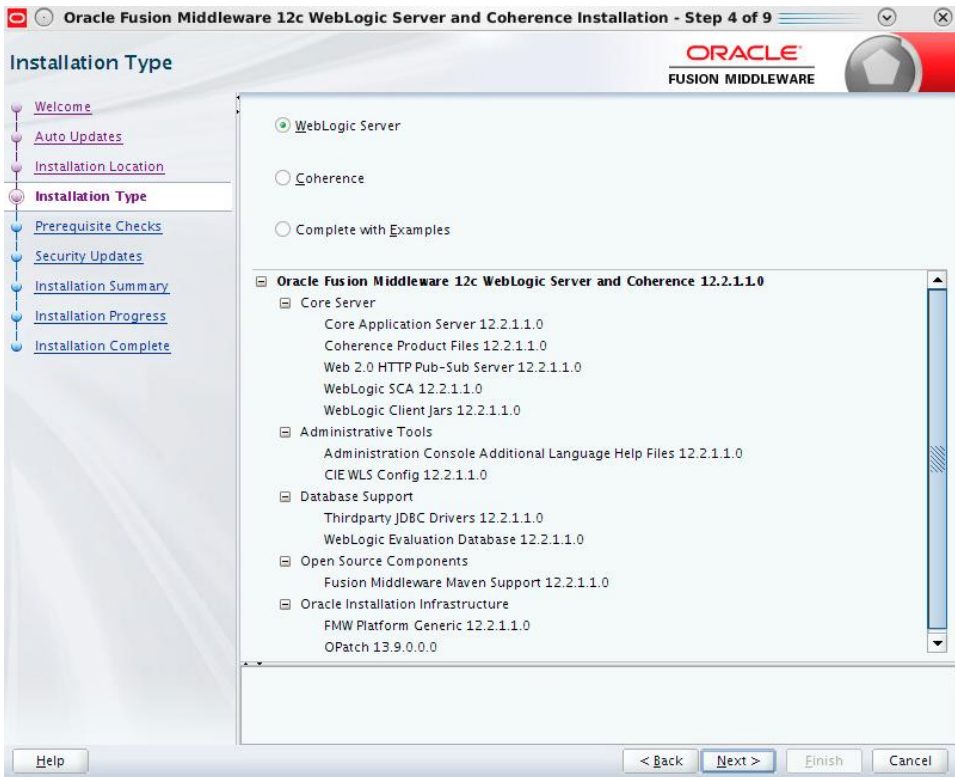 Oracle Fusion Middleware 12c WebLogic Server and Coherence Installation - Step 4 of 9
Installation Type
ORACLE
FUSION MIDDLEWARE
Welcome
Auto Updates
Installation Location
Installation Type
Prerequisite Checks
Security Updates
Installation Summary
Installation Progress
Installation Complete
WebLogic Server
Coherence
Complete with Examples
Oracle Fusion Middleware 12c WebLogic Server and Coherence 12.2.1.1.0
Core Server
Core Application Server 12.2.1.1.0
Coherence Product Files 12.2.1.1.0
Web 2.0 HTTP Pub-Sub Server 12.2.1.1.0
WebLogic SCA 12.2.1.1.0
WebLogic Client Jars 12.2.1.1.0
Administrative Tools
Administration Console Additional Language Help Files 12.2.1.1.0
CIE WLS Config 12.2.1.1.0
Database Support
Thirdparty JDBC Drivers 12.2.1.1.0
WebLogic Evaluation Database 12.2.1.1.0
Open Source Components
Fusion Middleware Maven Support 12.2.1.1.0
Oracle Installation Infrastructure
FMW Platform Generic 12.2.1.1.0
OPatch 13.9.0.0.0
Help
< Back
Next >
Finish
Cancel